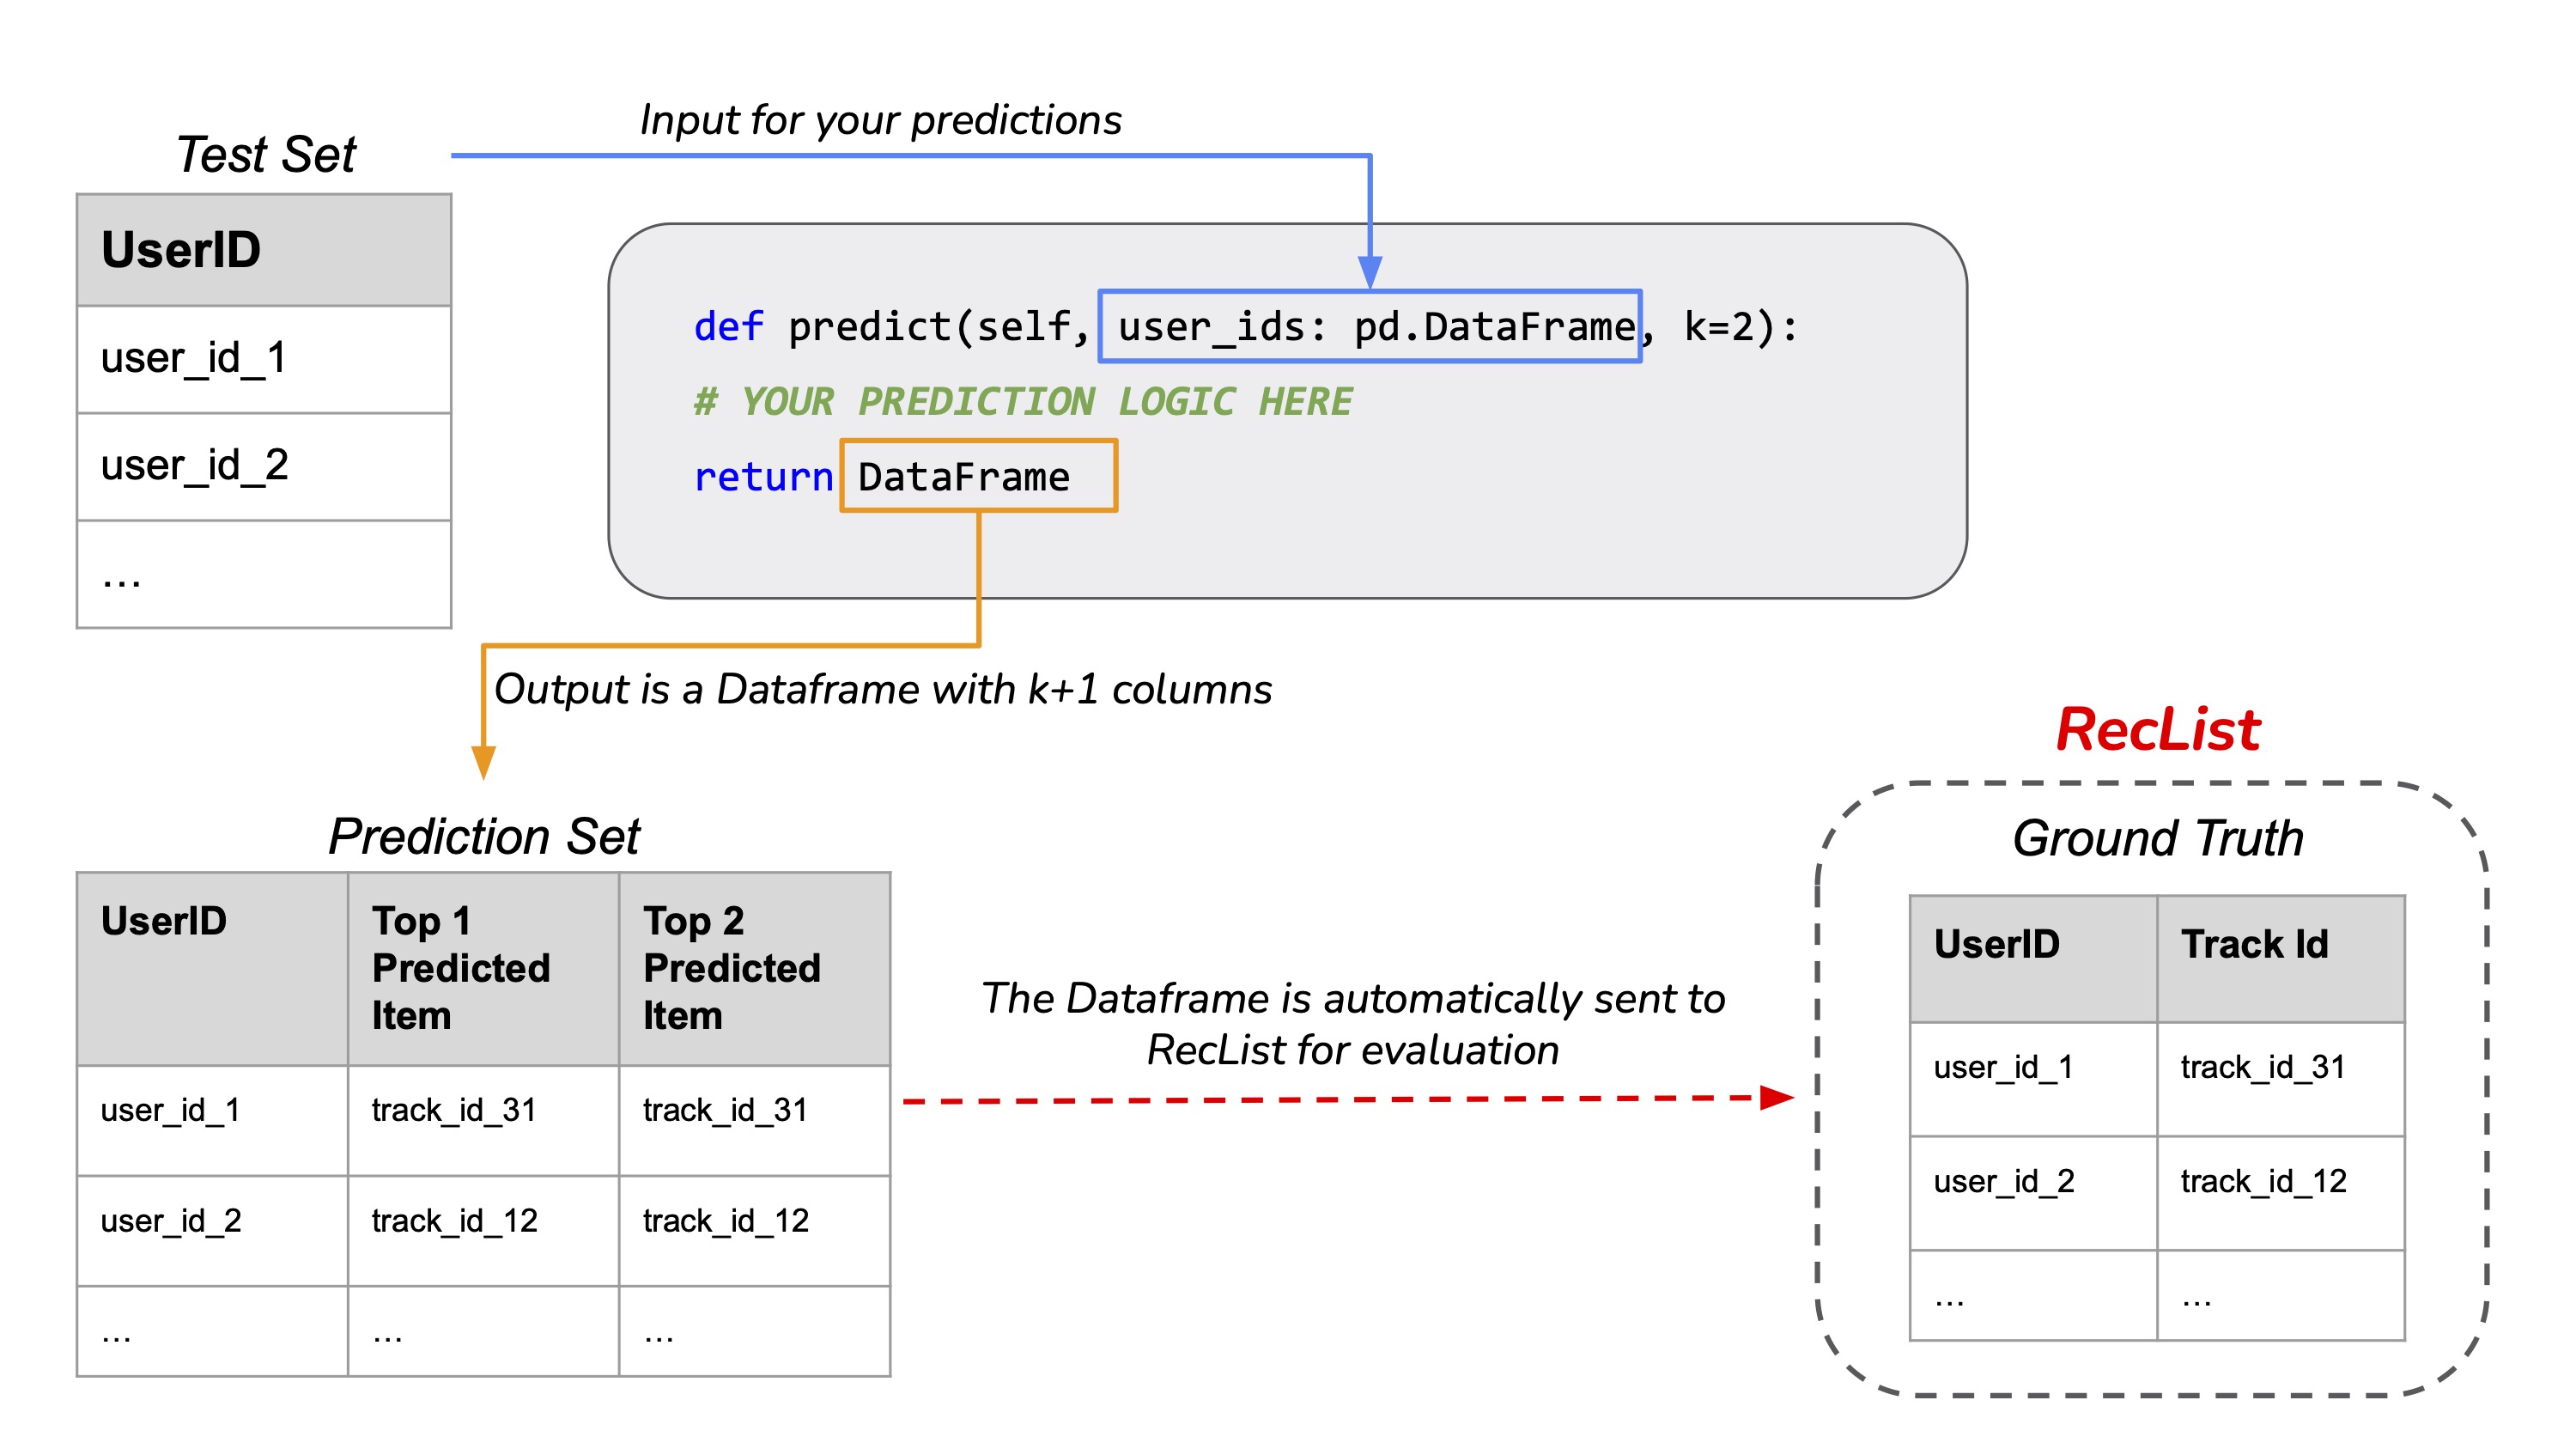 Input for your predictions
Test Set
UserID
user_id_1
user_id_2
...
def predict(self, user_ids: pd.DataFrame, k=2):
# YOUR PREDICTION LOGIC HERE
return DataFrame
Output is a Dataframe with k+1 columns
Prediction Set
UserID
Top 1
Predicted
Item
Top 2
Predicted
Item
user_id_1 track_id_31 track_id_31
user_id_2 track_id_12 track_id_12
... ... ...
The Dataframe is automatically sent to
RecList for evaluation
RecList
Ground Truth
UserID Track Id
user_id_1 track_id_31
user_id_2 track_id_12
... ...